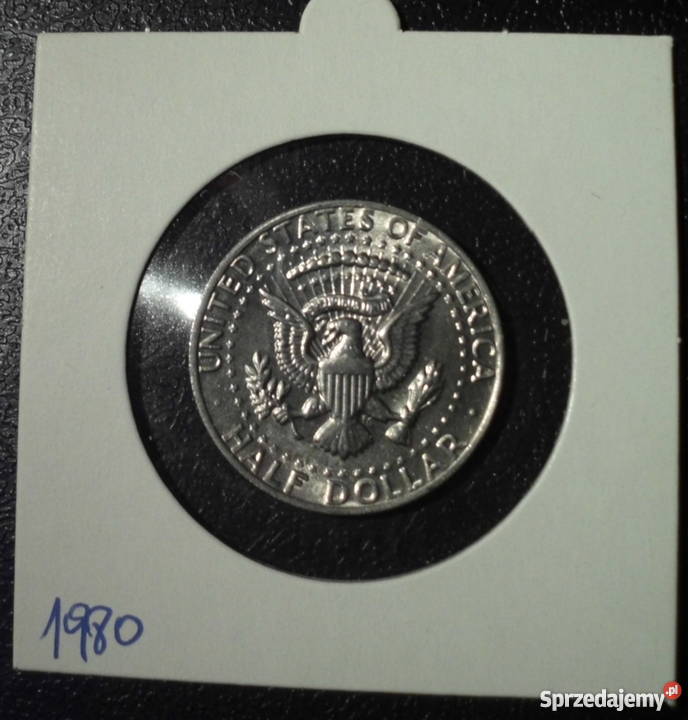 UNITED STATES OF AMERICA
HALF DOLLAR
1980
Sprzedajemy.pl